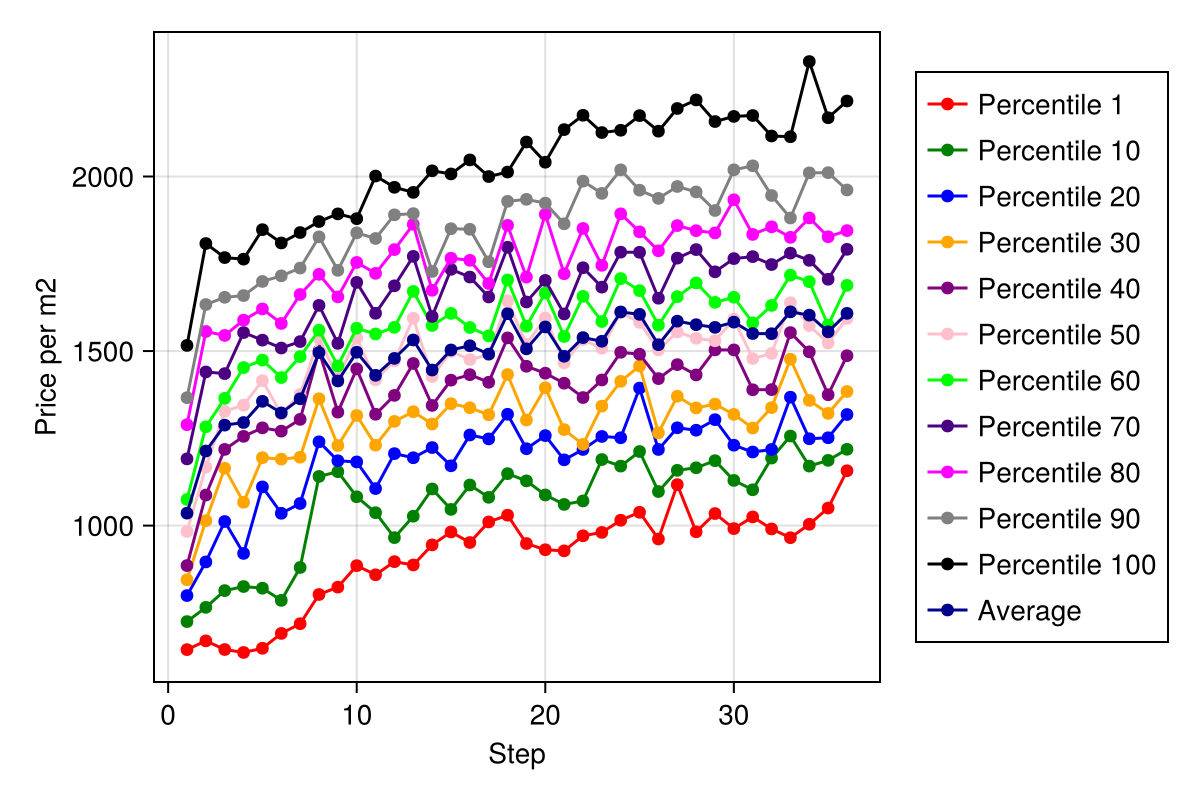 Price per m2
2000
1500
1000
0
10
20
30
Step
Percentile 1
Percentile 10
Percentile 20
Percentile 30
Percentile 40
Percentile 50
Percentile 60
Percentile 70
Percentile 80
Percentile 90
Percentile 100
Average